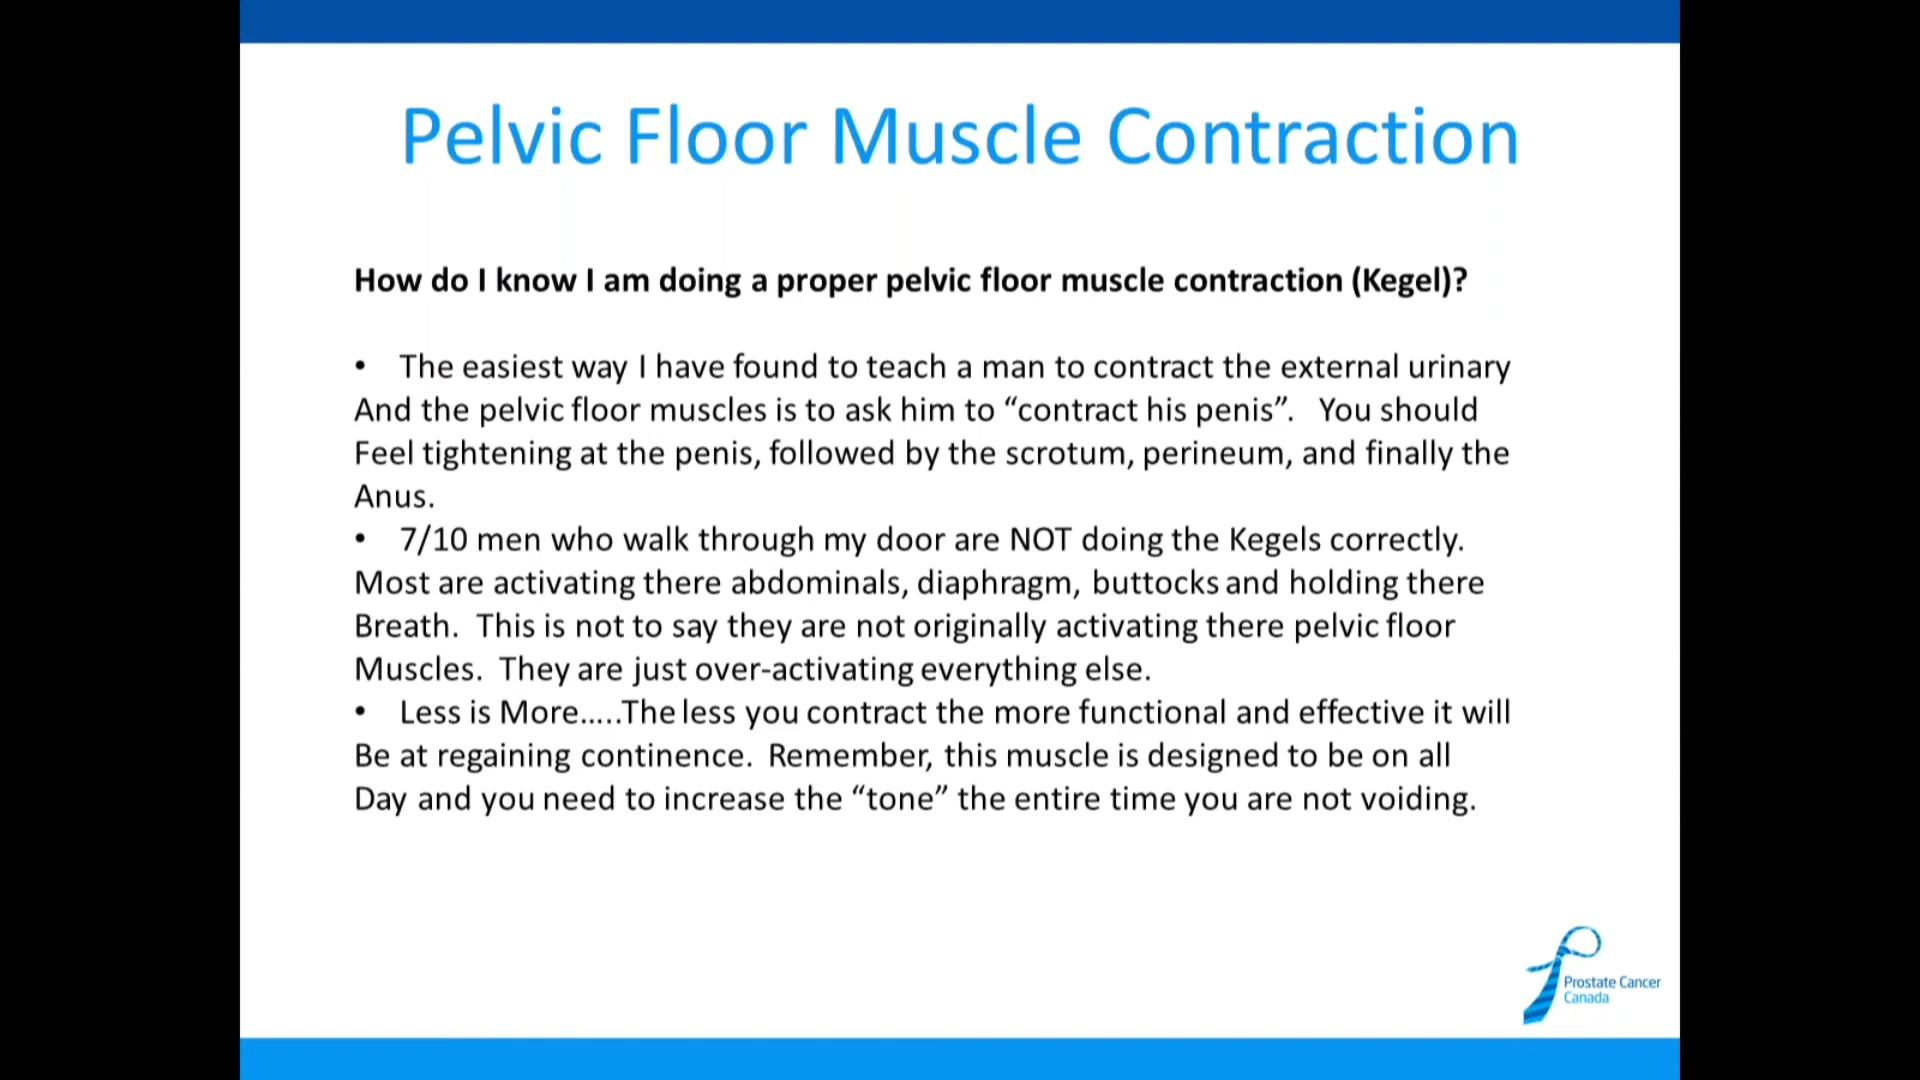 Pelvic Floor Muscle Contraction
How do I know I am doing a proper pelvic floor muscle contraction (Kegel)?
• The easiest way I have found to teach a man to contract the external urinary
And the pelvic floor muscles is to ask him to “contract his penis”. You should
Feel tightening at the penis, followed by the scrotum, perineum, and finally the
Anus.
• 7/10 men who walk through my door are NOT doing the Kegels correctly.
Most are activating there abdominals, diaphragm, buttocks and holding there
Breath. This is not to say they are not originally activating there pelvic floor
Muscles. They are just over-activating everything else.
• Less is More…..The less you contract the more functional and effective it will
Be at regaining continence. Remember, this muscle is designed to be on all
Day and you need to increase the “tone” the entire time you are not voiding.
Prostate Cancer
Canada